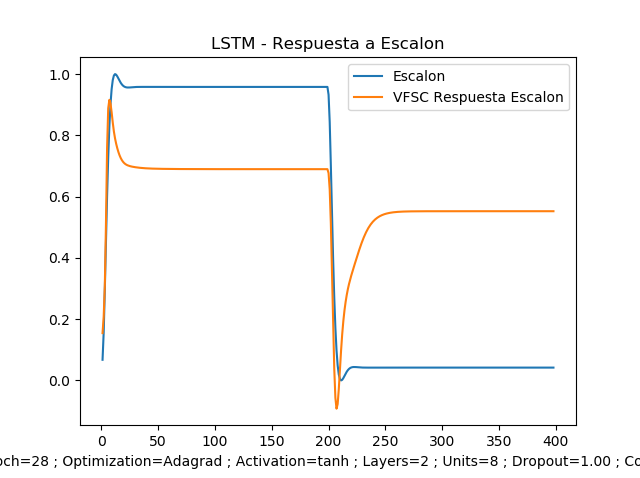 LSTM - Respuesta a Escalon
Escalon
VFSC Respuesta Escalon
1.0
0.8
0.6
0.4
0.2
0.0
0 50 100 150 200 250 300 350 400
=28 ; Optimization=Adagrad ; Activation=tanh ; Layers=2 ; Units=8 ; Dropout=1.00 ;